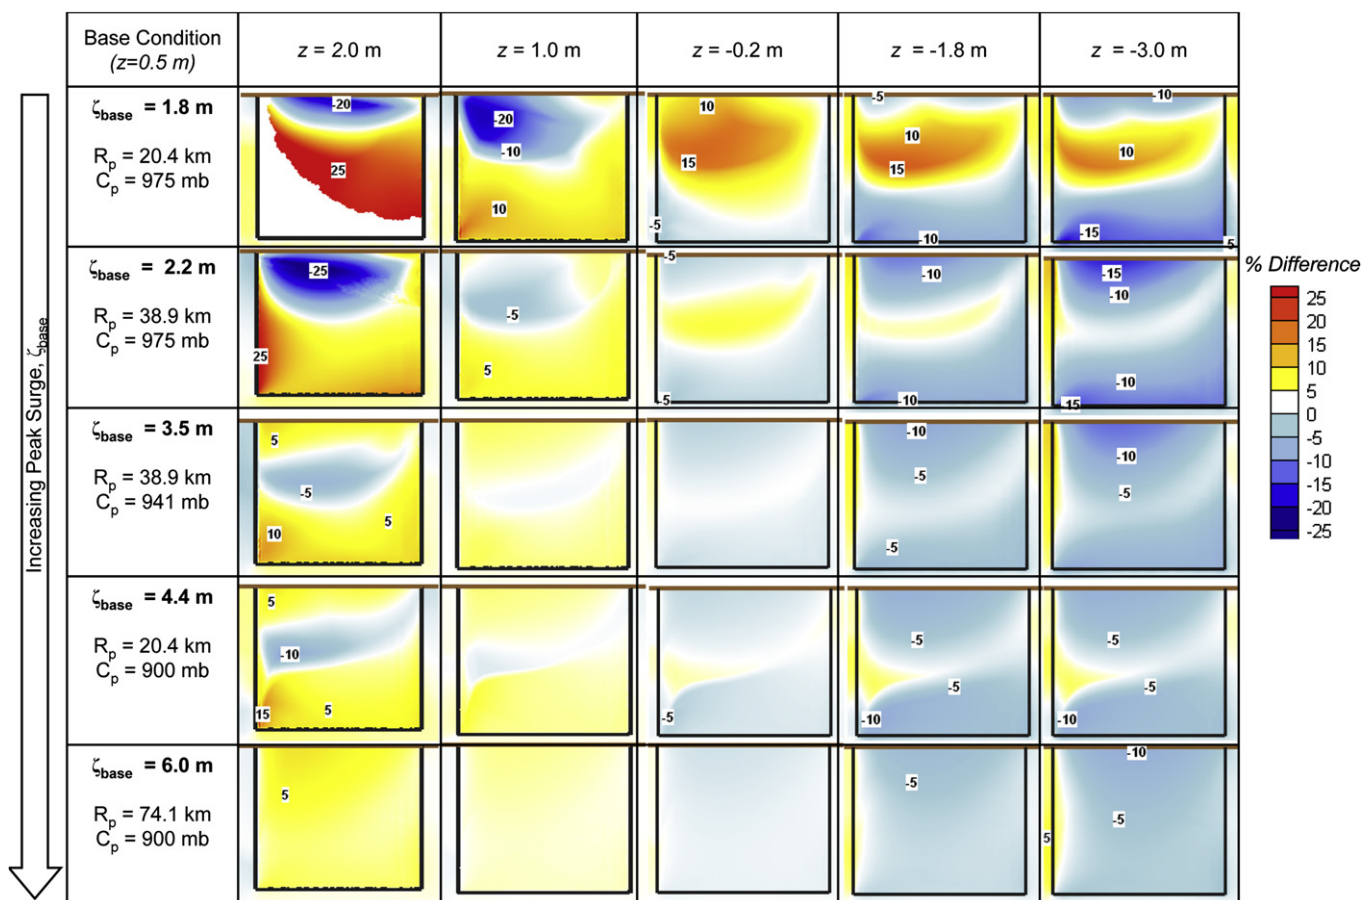 Base Condition
(z=0.5 m)
z = 2.0 m
z = 1.0 m
z = -0.2 m
z = -1.8 m
z = -3.0 m
Increasing Peak Surge, ζbase
ζbase = 1.8 m
Rp = 20.4 km
Cp = 975 mb
-20
25
-20
-10
10
10
15
-5
-5
10
15
-10
-10
10
-15
5
ζbase = 2.2 m
Rp = 38.9 km
Cp = 975 mb
-25
25
-5
5
-5
-5
-10
-10
-15
-10
-10
-15
ζbase = 3.5 m
Rp = 38.9 km
Cp = 941 mb
5
-5
10
5
-10
-5
-5
-10
-5
ζbase = 4.4 m
Rp = 20.4 km
Cp = 900 mb
5
-10
15
5
-5
-5
-5
-10
-5
-5
-10
ζbase = 6.0 m
Rp = 74.1 km
Cp = 900 mb
5
-5
-10
-5
5
% Difference
25
20
15
10
5
0
-5
-10
-15
-20
-25